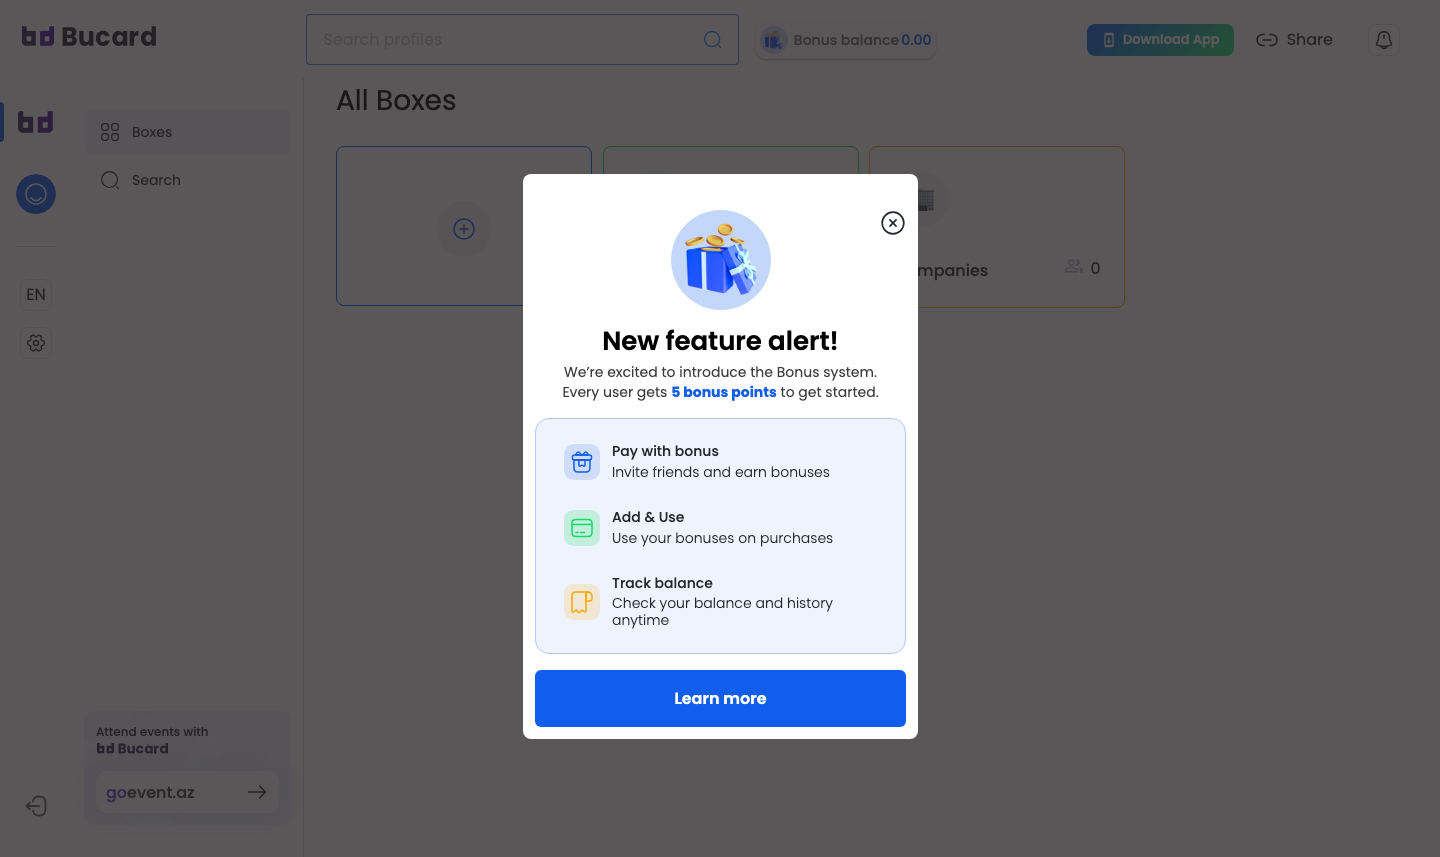 bd Bucard
Search profiles
Bonus balance 0.00
Download App
Share
All Boxes
bd
Boxes
Search
EN
mpanies
0
New feature alert!
We're excited to introduce the Bonus system.
Every user gets 5 bonus points to get started.
Pay with bonus
Invite friends and earn bonuses
Add & Use
Use your bonuses on purchases
Track balance
Check your balance and history
anytime
Learn more
Attend events with
bd Bucard
goevent.az